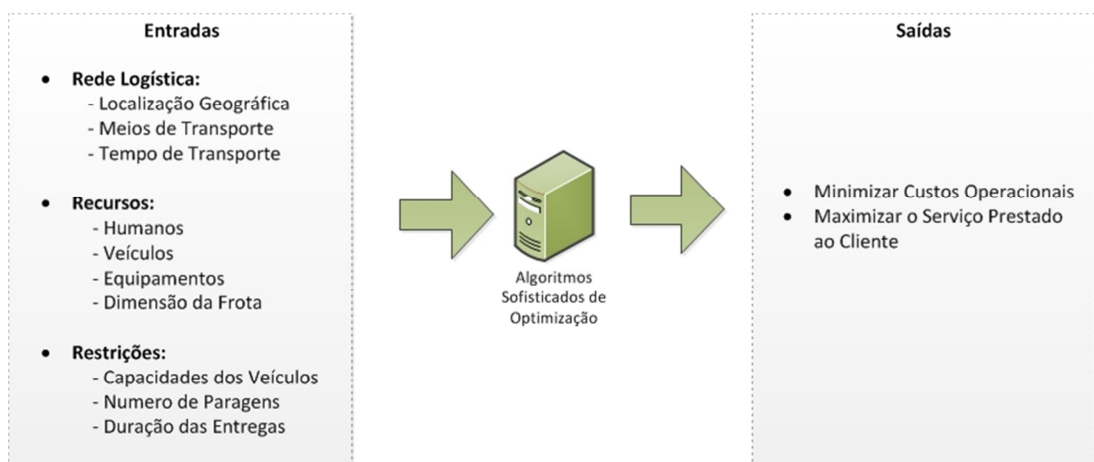 Entradas
• Rede Logística:
- Localização Geográfica
- Meios de Transporte
- Tempo de Transporte
• Recursos:
- Humanos
- Veículos
- Equipamentos
- Dimensão da Frota
• Restrições:
- Capacidades dos Veículos
- Numero de Paragens
- Duração das Entregas
Algoritmos
Sofisticados de
Optimização
Saídas
• Minimizar Custos Operacionais
• Maximizar o Serviço Prestado
ao Cliente